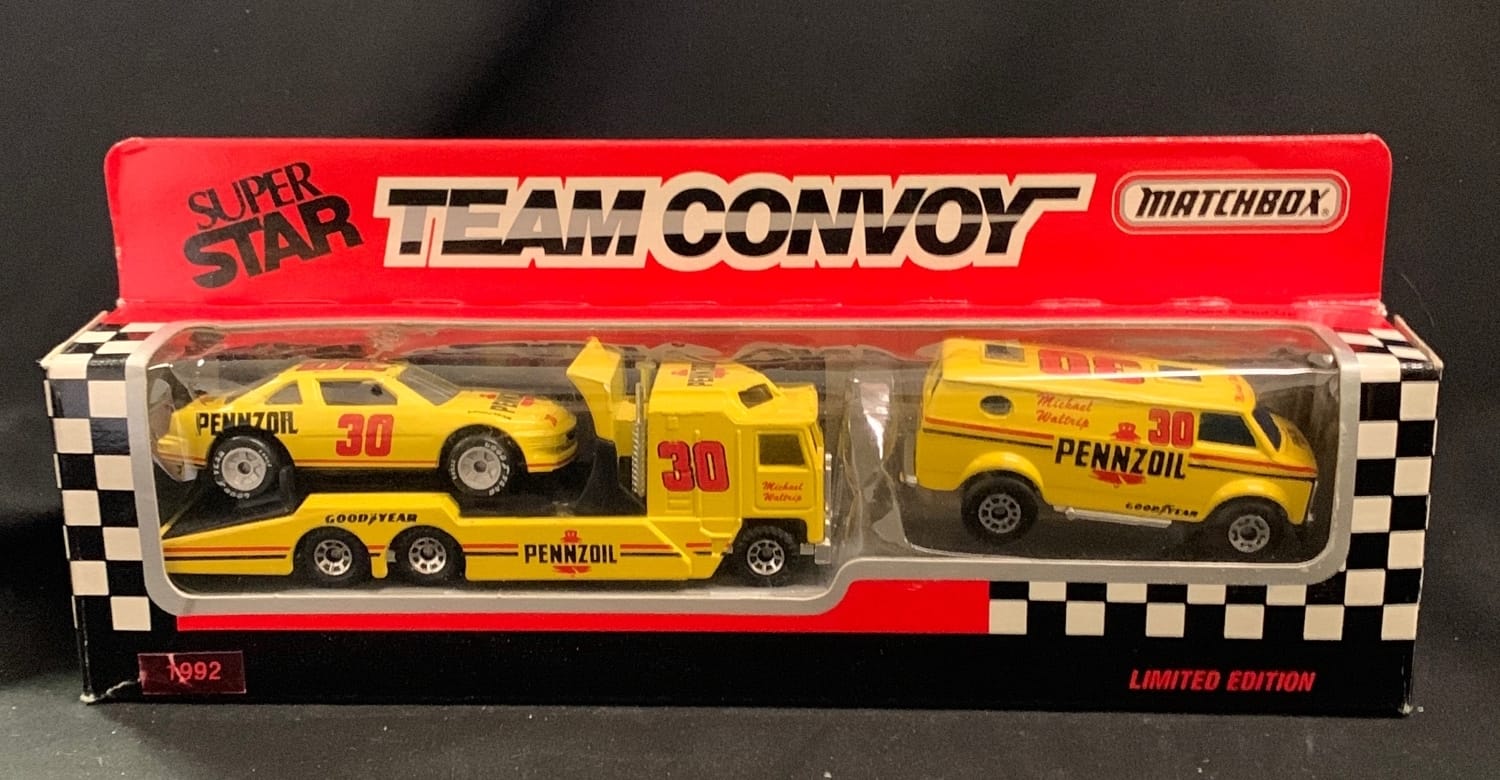 SUPER
STAR
TEAM CONVOY
MATCHBOX®
PENNZOIL
30
30
Michael
Waltrip
GOODYEAR
PENNZOIL
Michael
Waltrip
30
PENNZOIL
GOODYEAR
1992
LIMITED EDITION